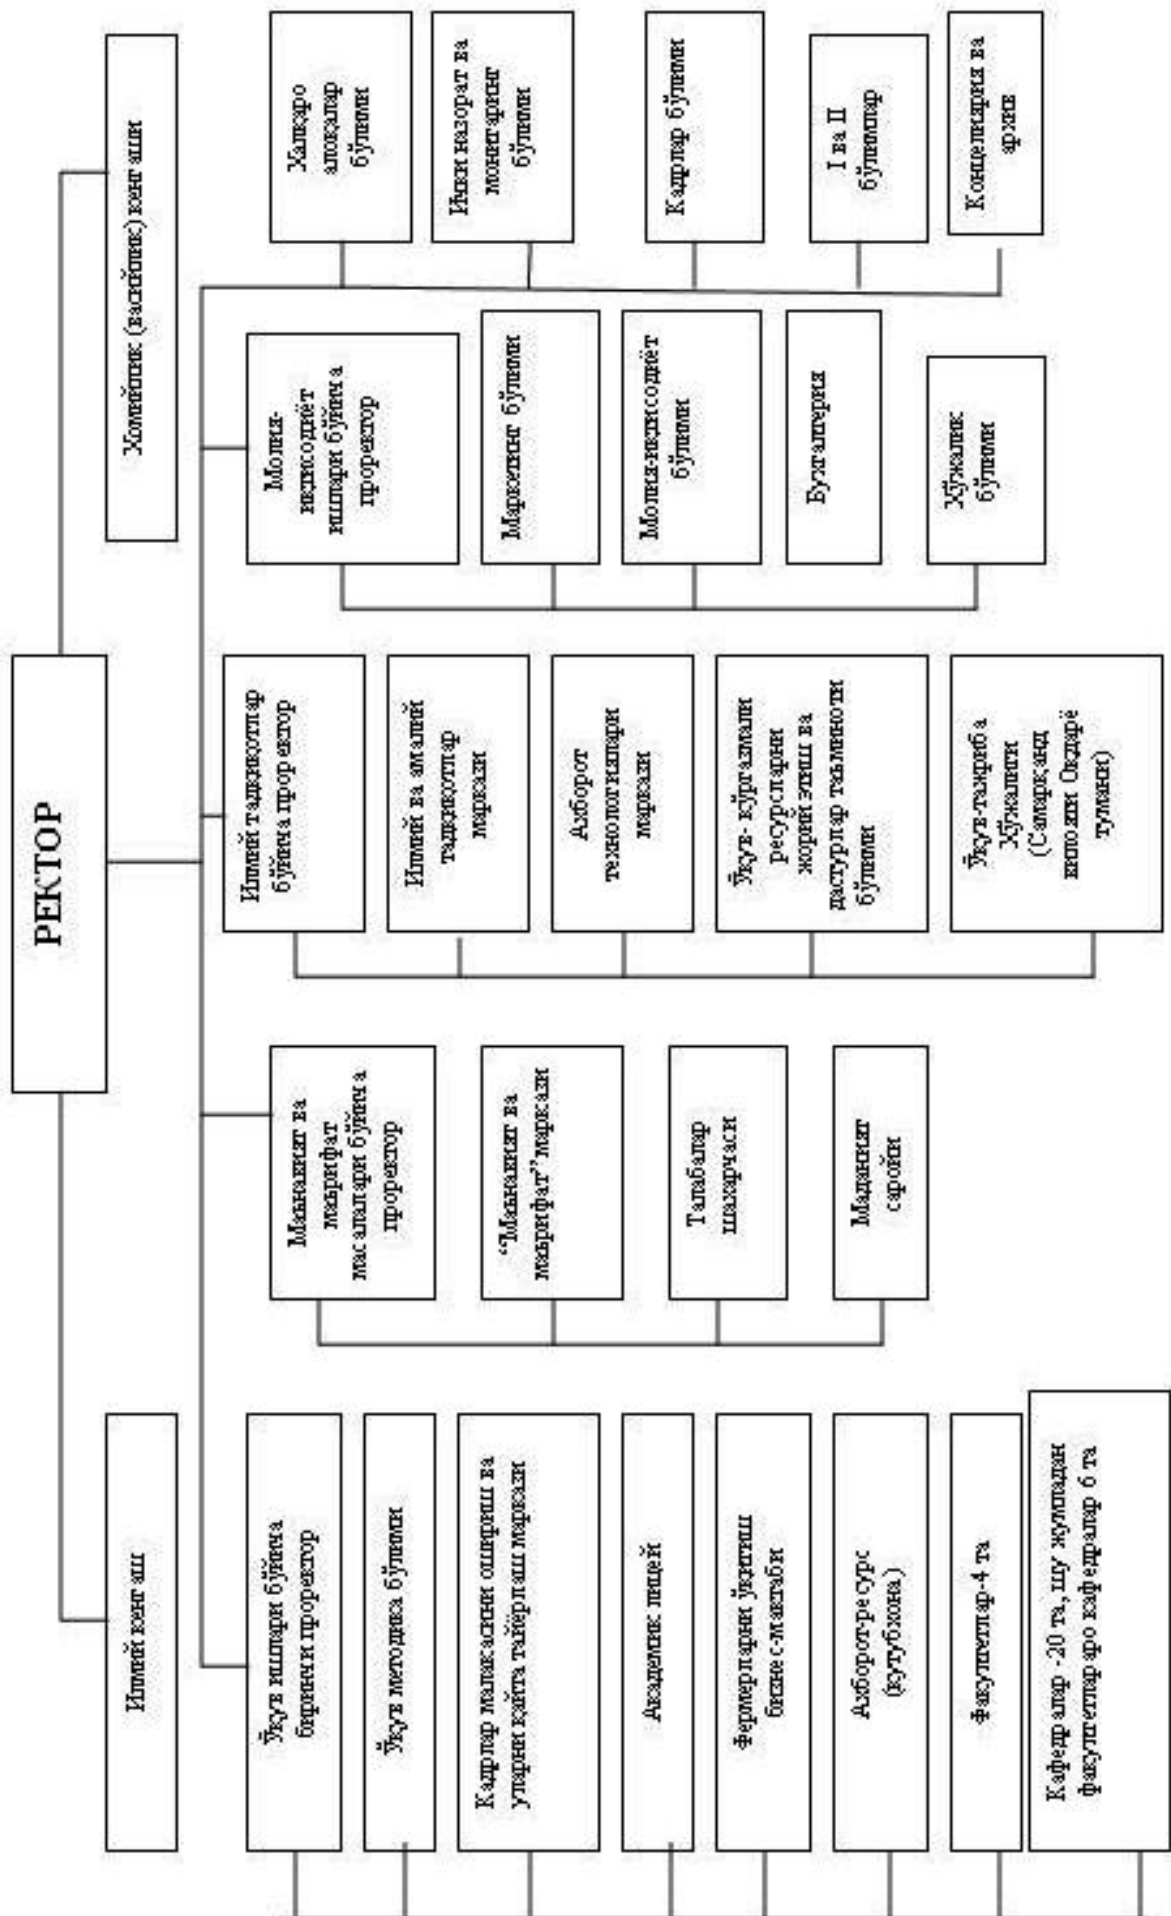 РЕКТОР
Илмий кенгаш
Хомийлик (васийлик) кенгаши
Ўқув ишлари бўйича
биринчи проректор
Ўқув методика бўлими
Кадрлар малакасини ошириш ва
уларни қайта тайёрлаш маркази
Академик лицей
Фермерларни ўқитиш
бизнес-мактаби
Ахборот-ресурс
(кутубхона)
Факультетлар-4 та
Кафедралар -20 та, шу жумладан
факультетлараро кафедралар 6 та
Маънавият ва
маърифат
масалалари бўйича
проректор
“Маънавият ва
маърифат” маркази
Талабалар
шахарчаси
Маданият
саройи
Илмий тадқиқотлар
бўйича проректор
Илмий ва амалий
тадқиқотлар
маркази
Ахборот
технологиялари
маркази
Ўқув- кўргазмали
ресурсларни
жорий этиш ва
дастурлар таъминоти
бўлими
Ўқув-тажриба
Хўжалиги
(Самарқанд
вилояти Оқдарё
тумани)
Молия-
иқтисодиёт
ишлари бўйича
проректор
Маркетинг бўлими
Молия-иқтисодиёт
бўлими
Бухгалтерия
Хўжалик
бўлими
Халқаро
алоқалар
бўлими
Ички назорат ва
мониторинг
бўлими
Кадрлар бўлими
I ва II
бўлимлар
Концелярия ва
архив